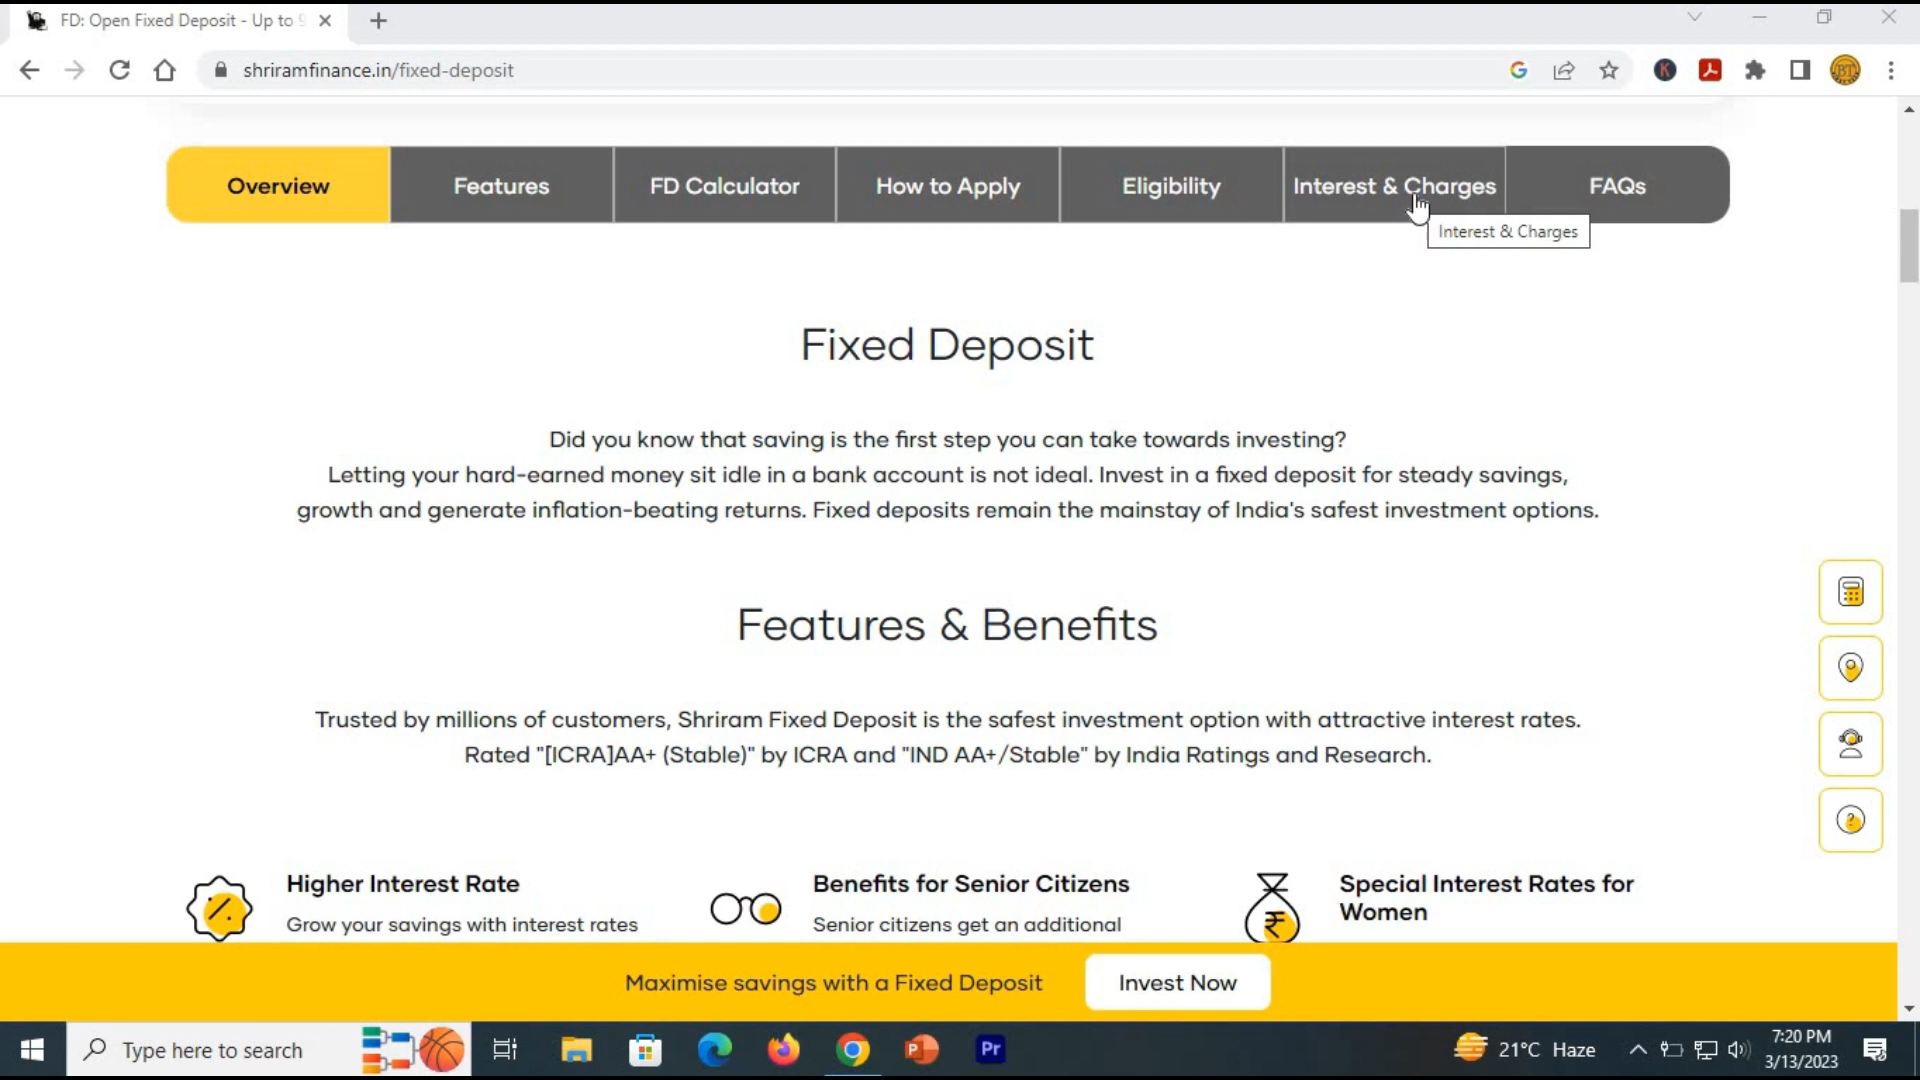 FD: Open Fixed Deposit - Up to 9
shriramfinance.in/fixed-deposit
Overview
Features
FD Calculator
How to Apply
Eligibility
Interest & Charges
FAQs
Interest & Charges
Fixed Deposit
Did you know that saving is the first step you can take towards investing?
Letting your hard-earned money sit idle in a bank account is not ideal. Invest in a fixed deposit for steady savings,
growth and generate inflation-beating returns. Fixed deposits remain the mainstay of India's safest investment options.
Features & Benefits
Trusted by millions of customers, Shriram Fixed Deposit is the safest investment option with attractive interest rates.
Rated "[ICRA]AA+ (Stable)" by ICRA and "IND AA+/Stable" by India Ratings and Research.
Higher Interest Rate
Grow your savings with interest rates
Benefits for Senior Citizens
Senior citizens get an additional
Special Interest Rates for
Women
Maximise savings with a Fixed Deposit
Invest Now
Type here to search
Pr
21°C Haze
7:20 PM
3/13/2023